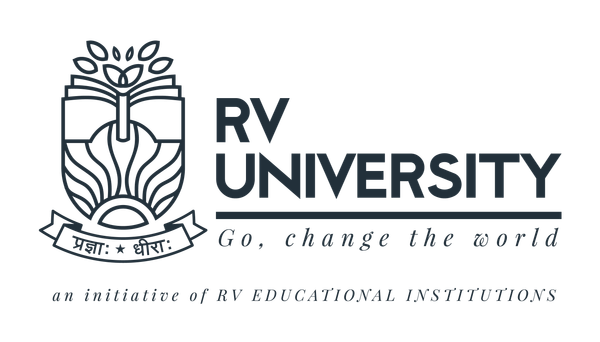 RV
UNIVERSITY
Go, change the world
प्रज्ञाः ★ धीराः
an initiative of RV EDUCATIONAL INSTITUTIONS